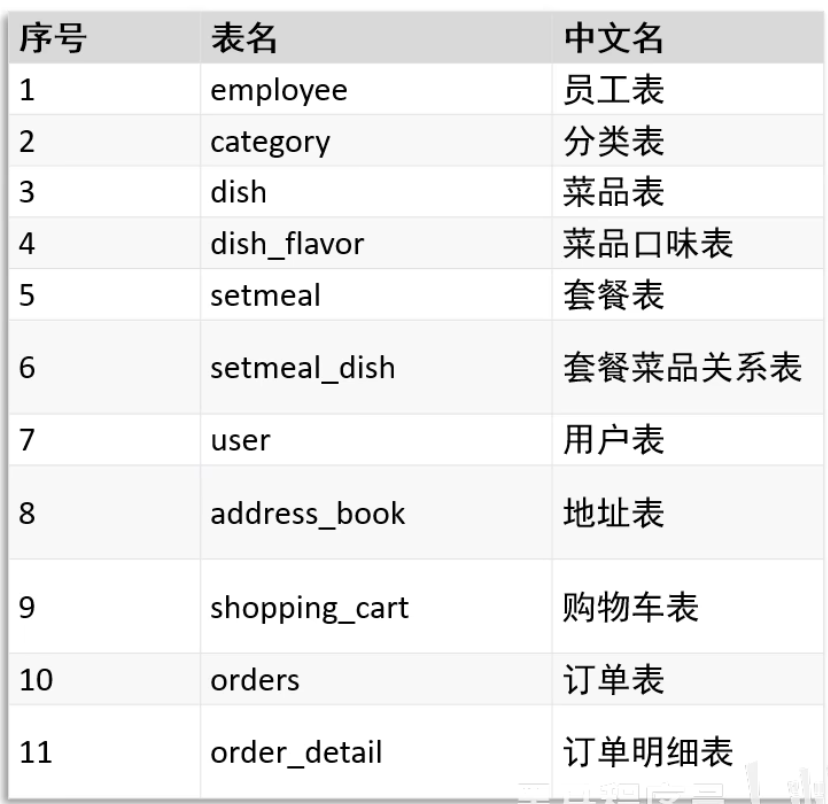 序号 表名 中文名
1 employee 员工表
2 category 分类表
3 dish 菜品表
4 dish_flavor 菜品口味表
5 setmeal 套餐表
6 setmeal_dish 套餐菜品关系表
7 user 用户表
8 address_book 地址表
9 shopping_cart 购物车表
10 orders 订单表
11 order_detail 订单明细表